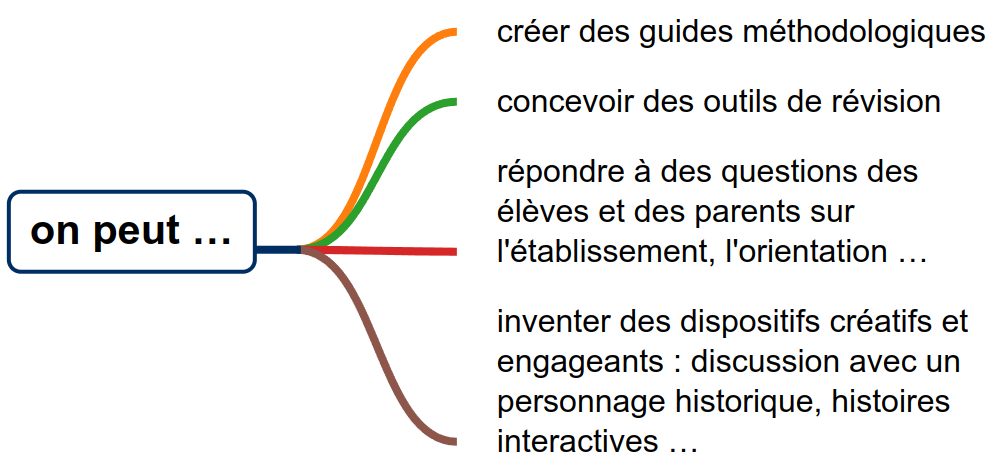 on peut …
créer des guides méthodologiques
concevoir des outils de révision
répondre à des questions des
élèves et des parents sur
l'établissement, l'orientation …
inventer des dispositifs créatifs et
engageants : discussion avec un
personnage historique, histoires
interactives …